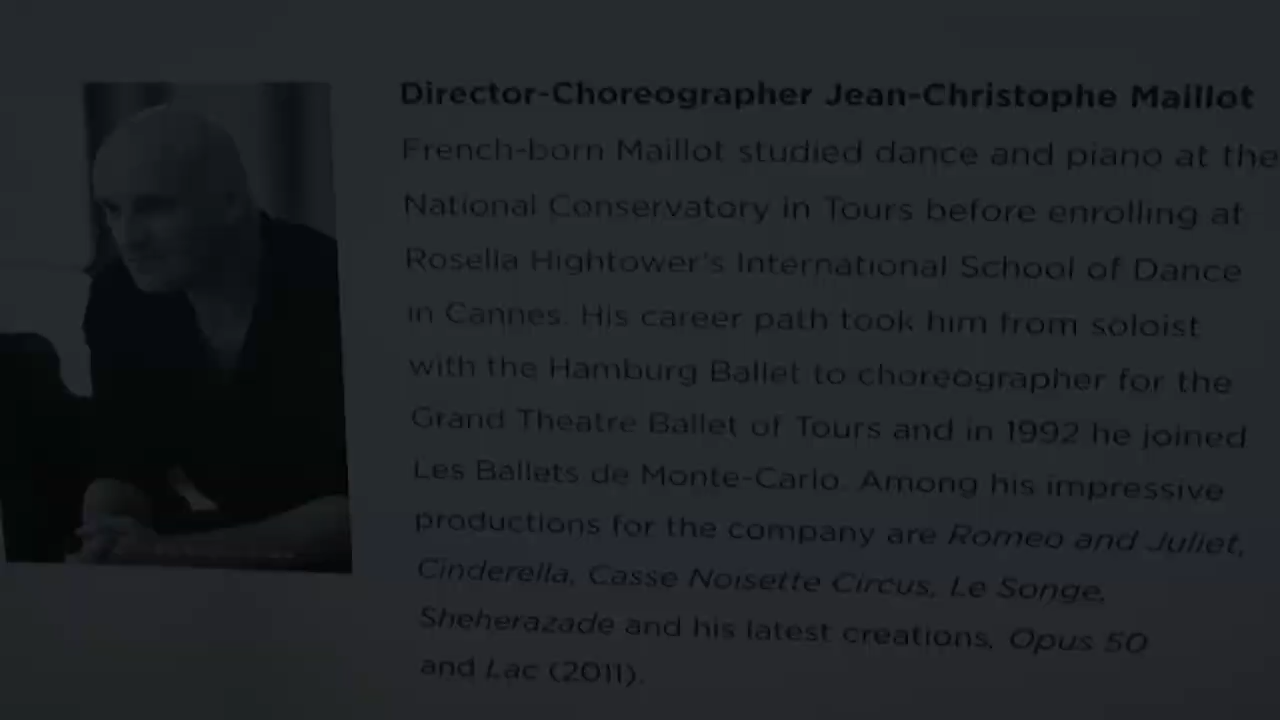 Director-Choreographer Jean-Christophe Maillot
French-born Maillot studied dance and piano at the
National Conservatory in Tours before enrolling at
Rosella Hightower's International School of Dance
in Cannes. His career path took him from soloist
with the Hamburg Ballet to choreographer for the
Grand Theatre Ballet of Tours and in 1992 he joined
Les Ballets de Monte-Carlo. Among his impressive
productions for the company are Romeo and Juliet,
Cinderella, Casse Noisette Circus, Le Songe,
Sheherazade and his latest creations, Opus 50
and Lac (2011).